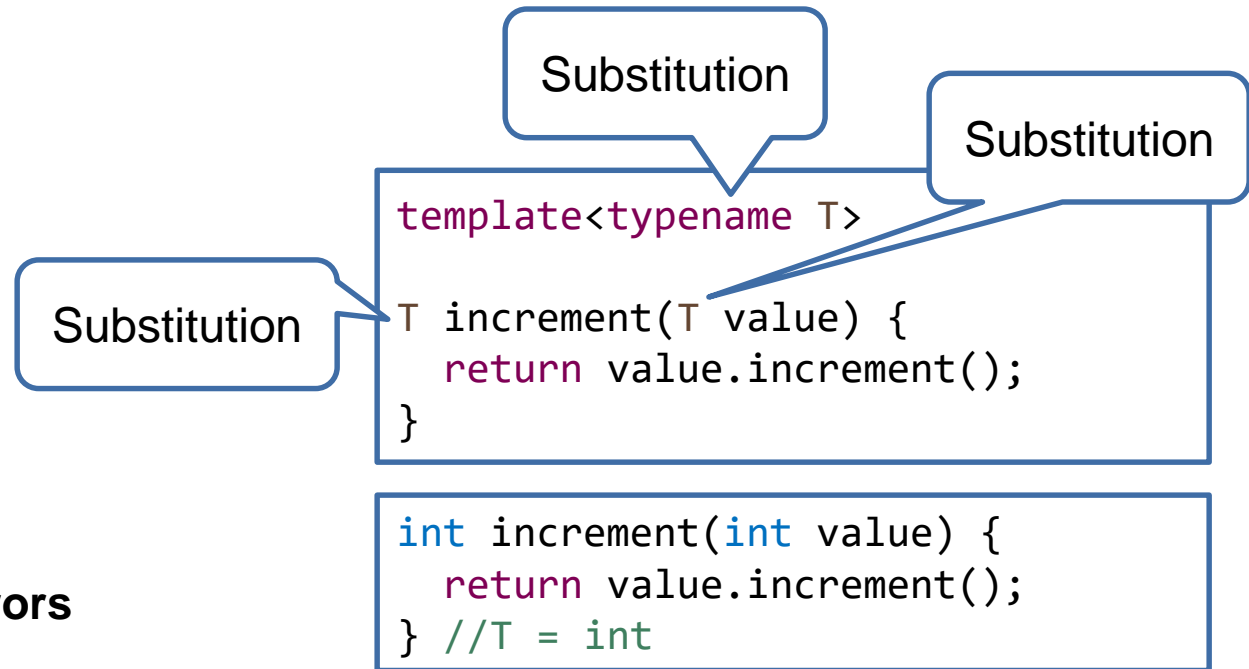 Substitution
Substitution
template<typename T>
Substitution
T increment(T value) {
return value.increment();
}
int increment(int value) {
return value.increment();
} //T = int